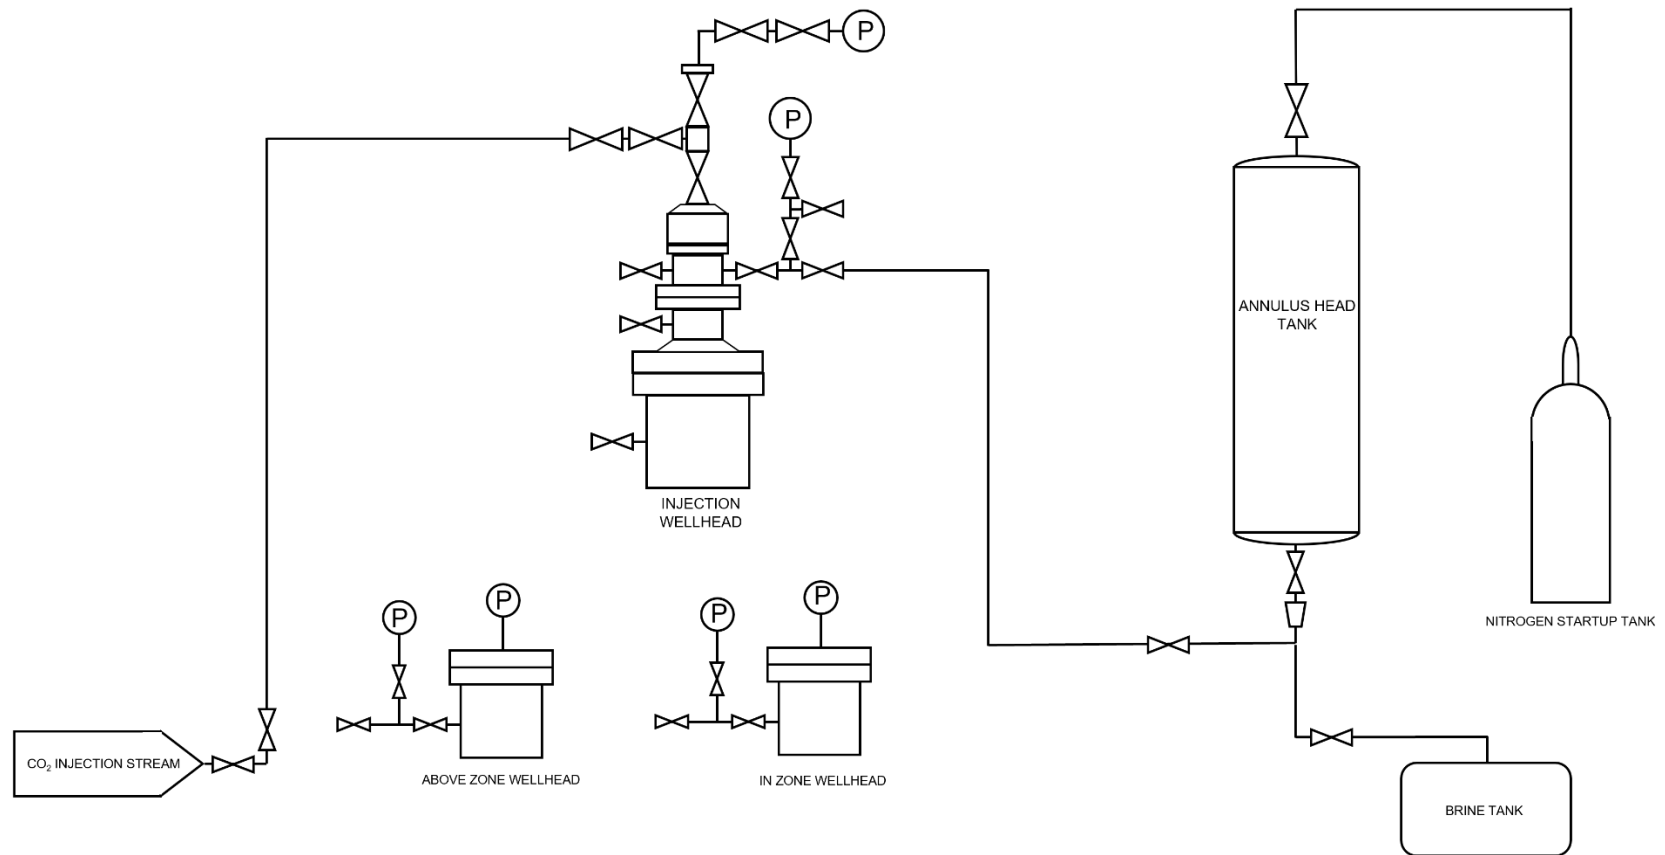 P
P
ANNULUS HEAD
TANK
INJECTION
WELLHEAD
P
P
P
P
NITROGEN STARTUP TANK
CO₂ INJECTION STREAM
ABOVE ZONE WELLHEAD
IN ZONE WELLHEAD
BRINE TANK